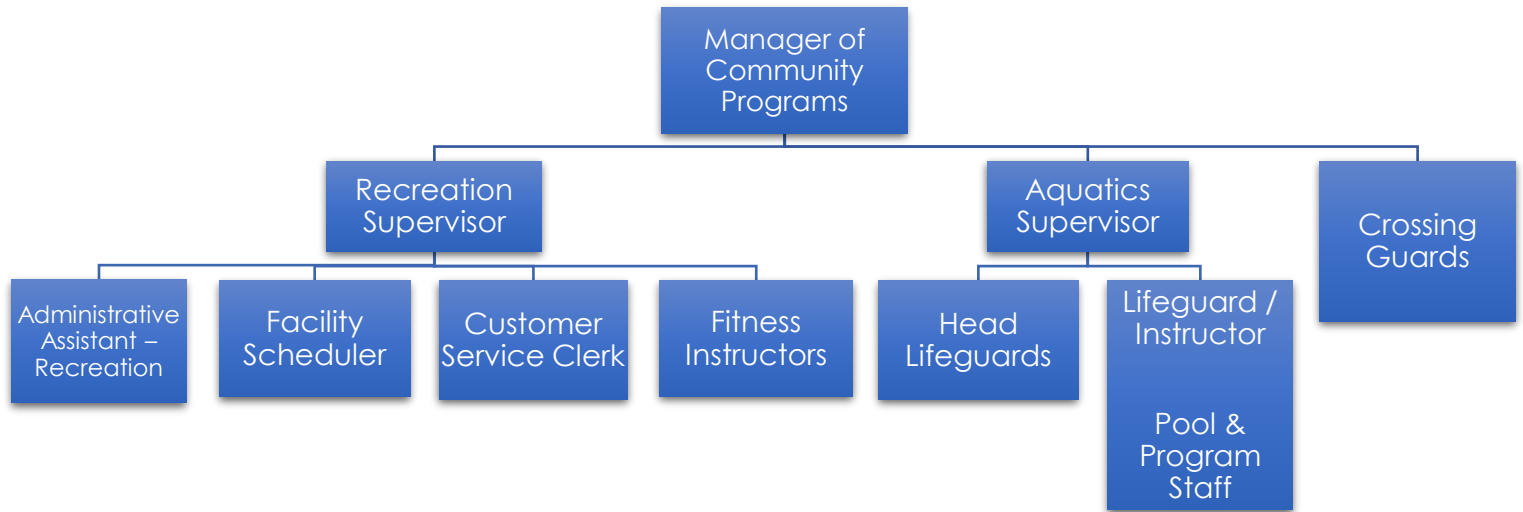 Manager of
Community
Programs
Recreation
Supervisor
Aquatics
Supervisor
Crossing
Guards
Administrative
Assistant –
Recreation
Facility
Scheduler
Customer
Service Clerk
Fitness
Instructors
Head
Lifeguards
Lifeguard /
Instructor
Pool &
Program
Staff